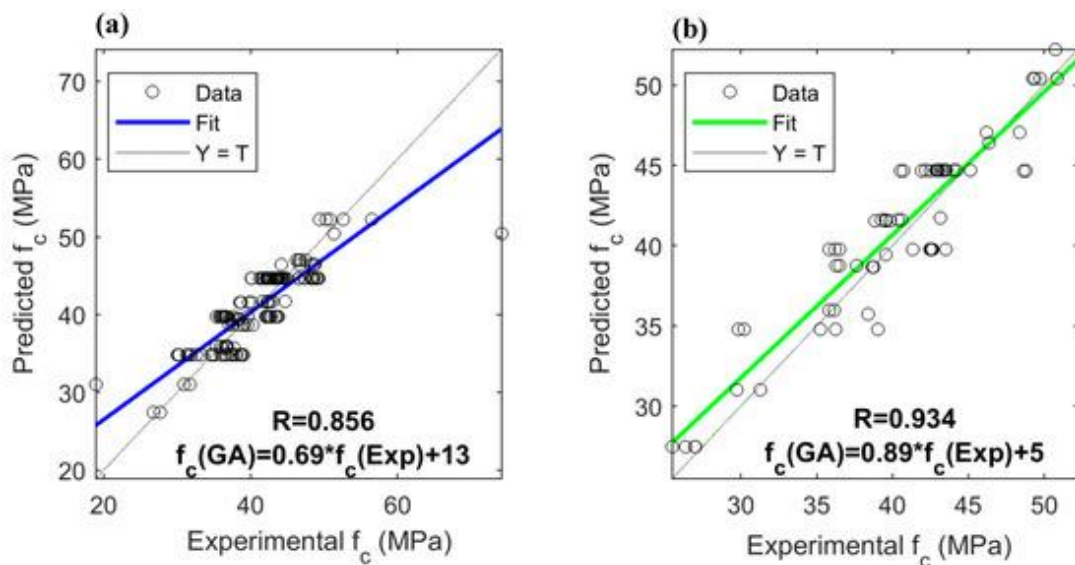 (a)
70
60
50
40
30
20
Predicted f_c (MPa)
Data
Fit
Y = T
R=0.856
f_c(GA)=0.69*f_c(Exp)+13
20
40
60
Experimental f_c (MPa)
(b)
50
45
40
35
30
Predicted f_c (MPa)
Data
Fit
Y = T
R=0.934
f_c(GA)=0.89*f_c(Exp)+5
30
35
40
45
50
Experimental f_c (MPa)